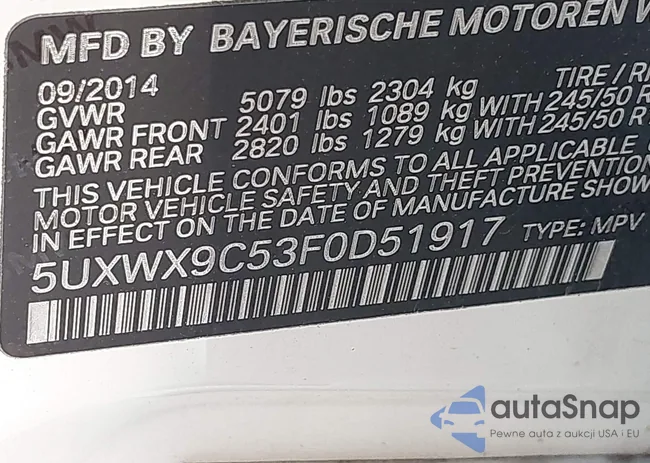 MFD BY BAYERISCHE MOTOREN W
09/2014
GVWR 5079 lbs 2304 kg TIRE/RI
GAWR FRONT 2401 lbs 1089 kg WITH 245/50 R
GAWR REAR 2820 lbs 1279 kg WITH 245/50 R
THIS VEHICLE CONFORMS TO ALL APPLICABLE
MOTOR VEHICLE SAFETY AND THEFT PREVENTION
IN EFFECT ON THE DATE OF MANUFACTURE SHOW
5UXWX9C53F0D51917 TYPE: MPV
autaSnap
Pewne auta z aukcji USA i EU